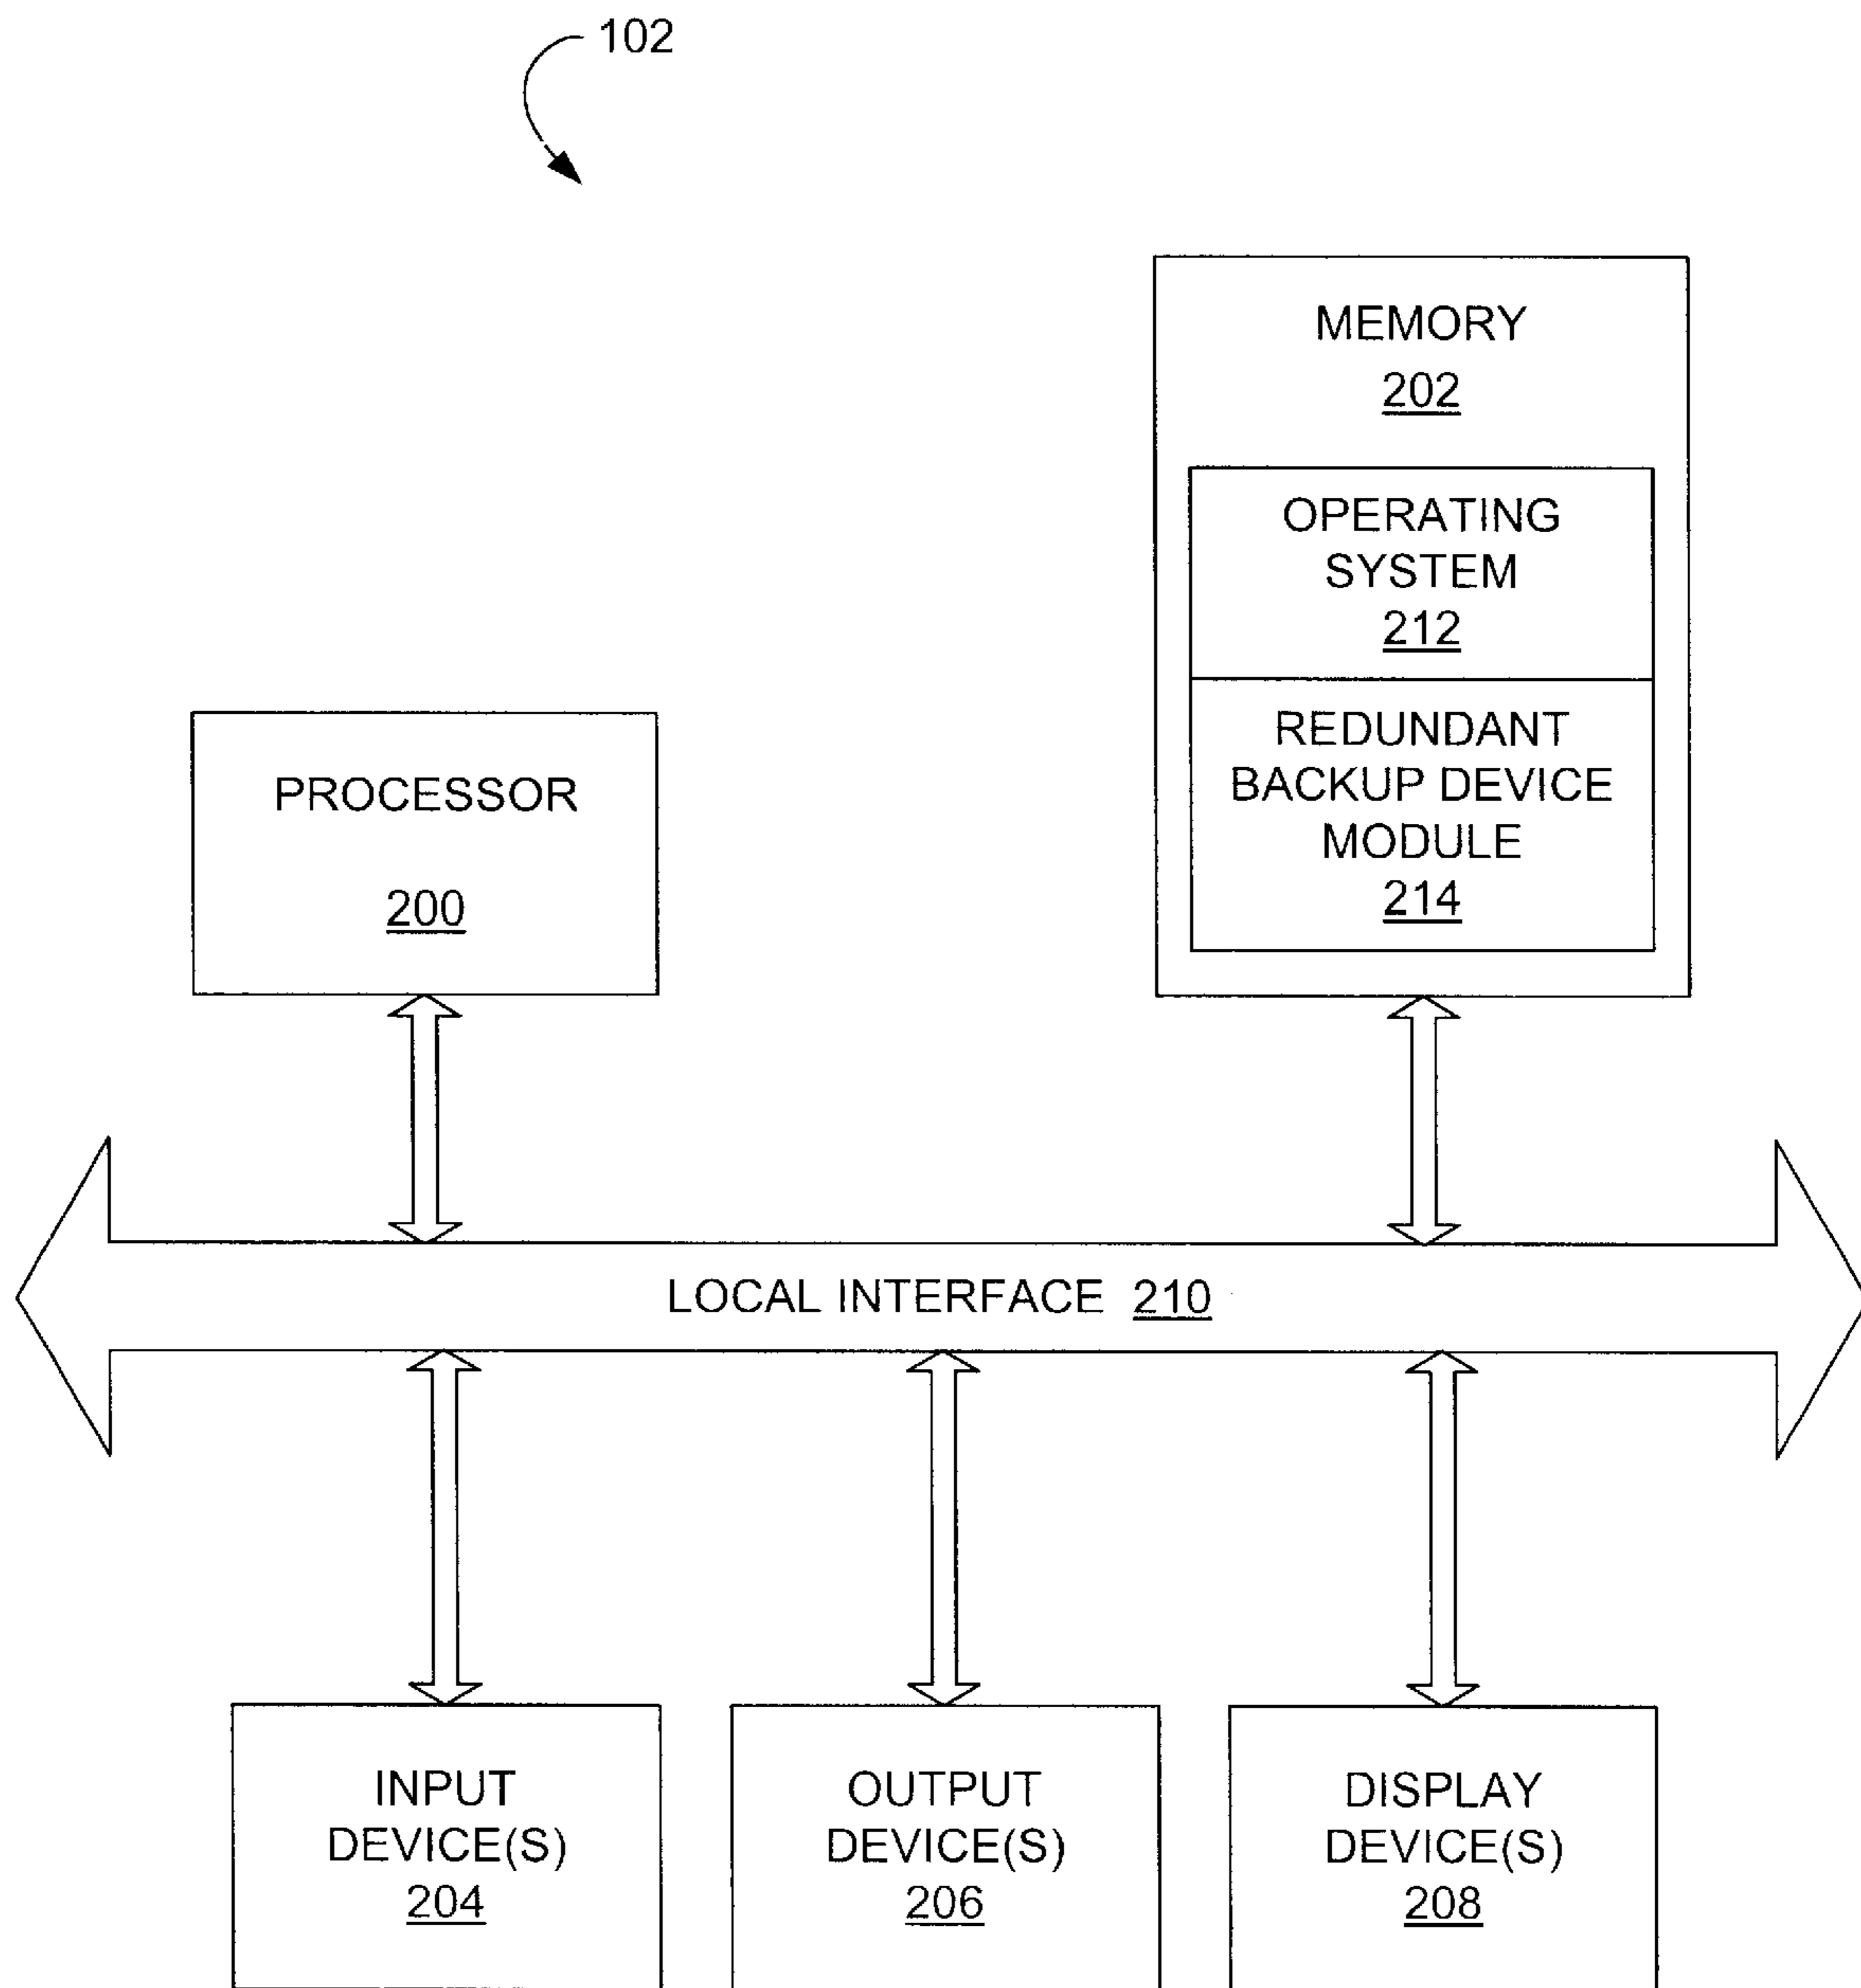 102
MEMORY
202
OPERATING
SYSTEM
212
REDUNDANT
BACKUP DEVICE
MODULE
214
PROCESSOR
200
LOCAL INTERFACE 210
INPUT
DEVICE(S)
204
OUTPUT
DEVICE(S)
206
DISPLAY
DEVICE(S)
208